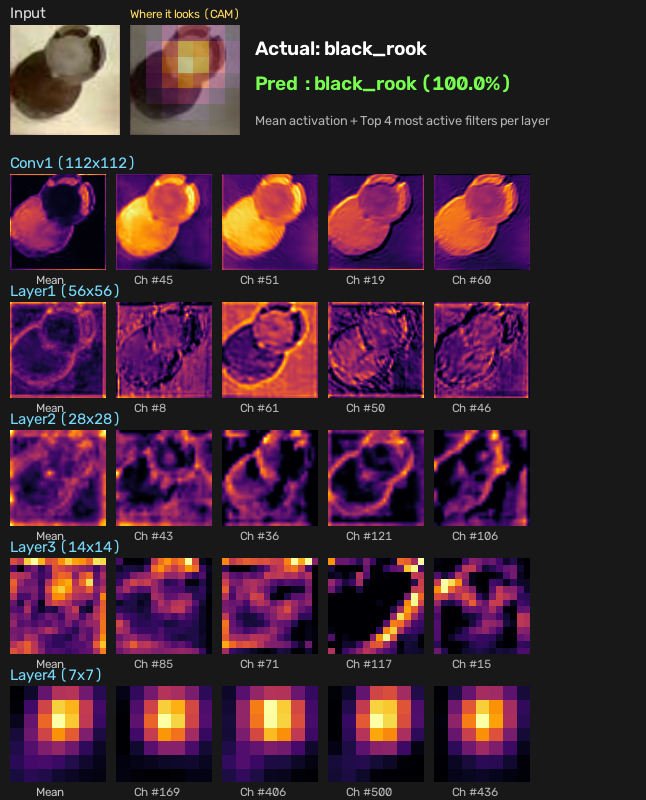 Input
Where it looks (CAM)
Actual: black_rook
Pred : black_rook (100.0%)
Mean activation + Top 4 most active filters per layer
Conv1 (112x112)
Mean Ch #45 Ch #51 Ch #19 Ch #60
Layer1 (56x56)
Mean Ch #8 Ch #61 Ch #50 Ch #46
Layer2 (28x28)
Mean Ch #43 Ch #36 Ch #121 Ch #106
Layer3 (14x14)
Mean Ch #85 Ch #71 Ch #117 Ch #15
Layer4 (7x7)
Mean Ch #169 Ch #406 Ch #500 Ch #436